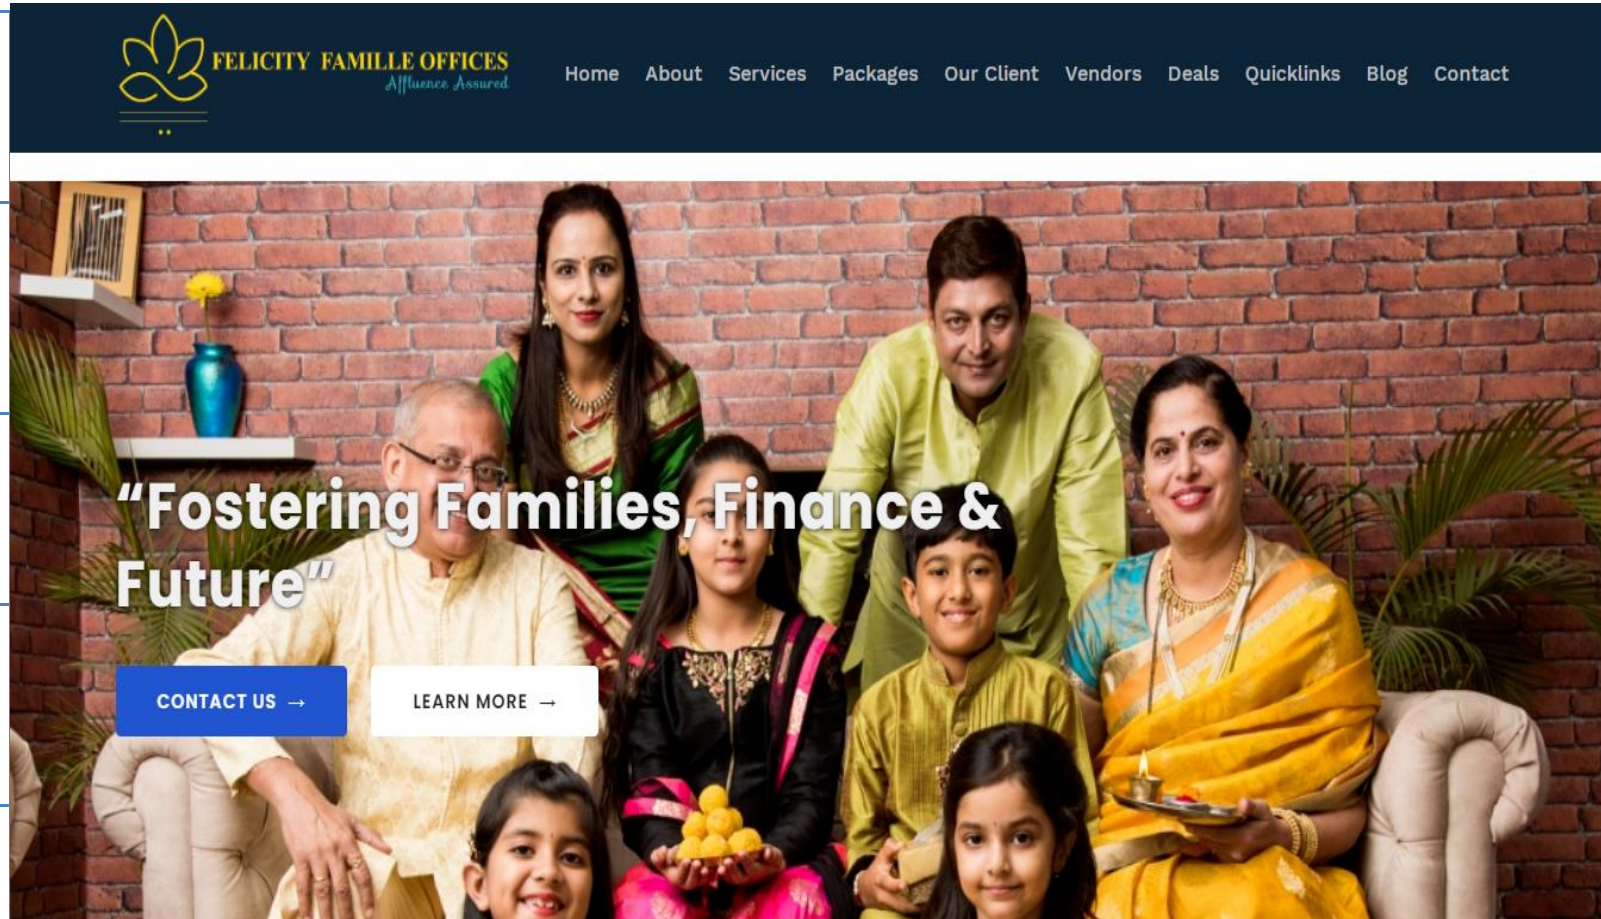 FELICITY FAMILLE OFFICES
Affluence Assured
Home About Services Packages Our Client Vendors Deals Quicklinks Blog Contact
“Fostering Families, Finance &
Future”
CONTACT US →
LEARN MORE →